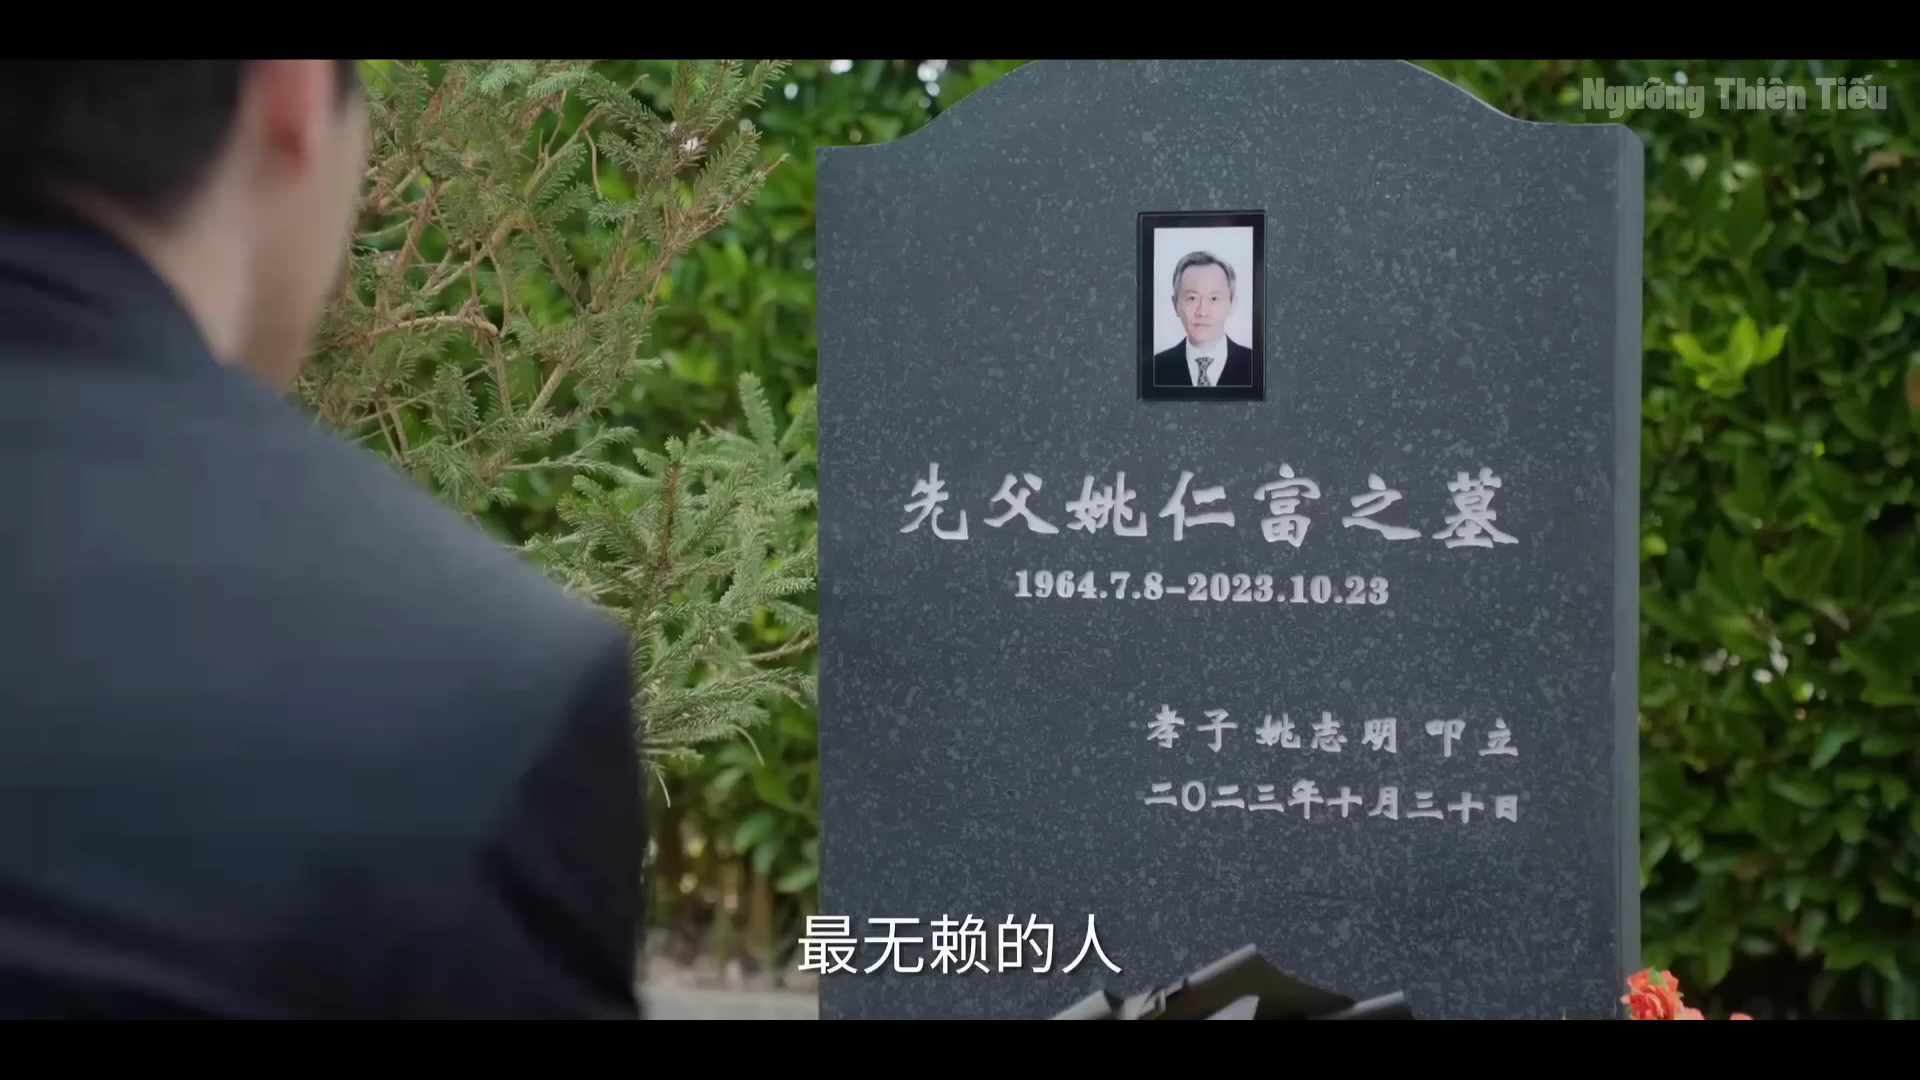 Ngưỡng Thiên Tiếu
先父姚仁富之墓
1964.7.8-2023.10.23
孝子 姚志明 叩立
二〇二三年十月三十日
最无赖的人